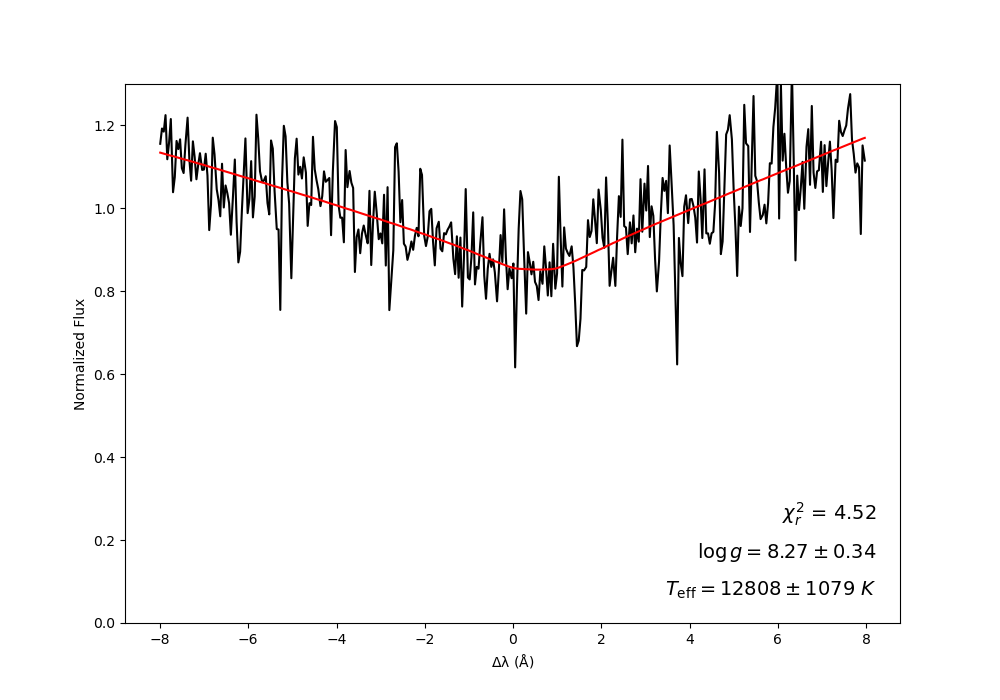 1.2
1.0
0.8
0.6
0.4
0.2
0.0
Normalized Flux
χ²ᵣ = 4.52
log g = 8.27 ± 0.34
T_eff = 12808 ± 1079 K
−8 −6 −4 −2 0 2 4 6 8
Δλ (Å)